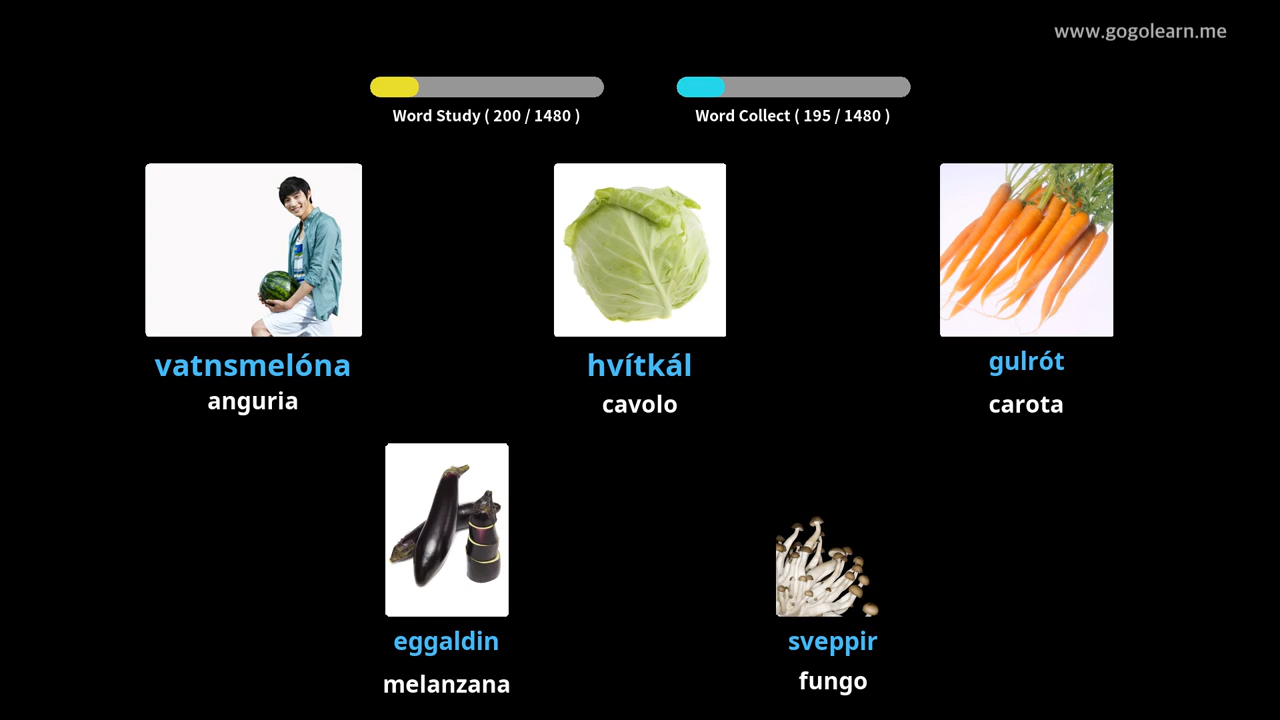 www.gogolearn.me
Word Study ( 200 / 1480 )
Word Collect ( 195 / 1480 )
vatnsmelóna
anguria
hvítkál
cavolo
gulrót
carota
eggaldin
melanzana
sveppir
fungo